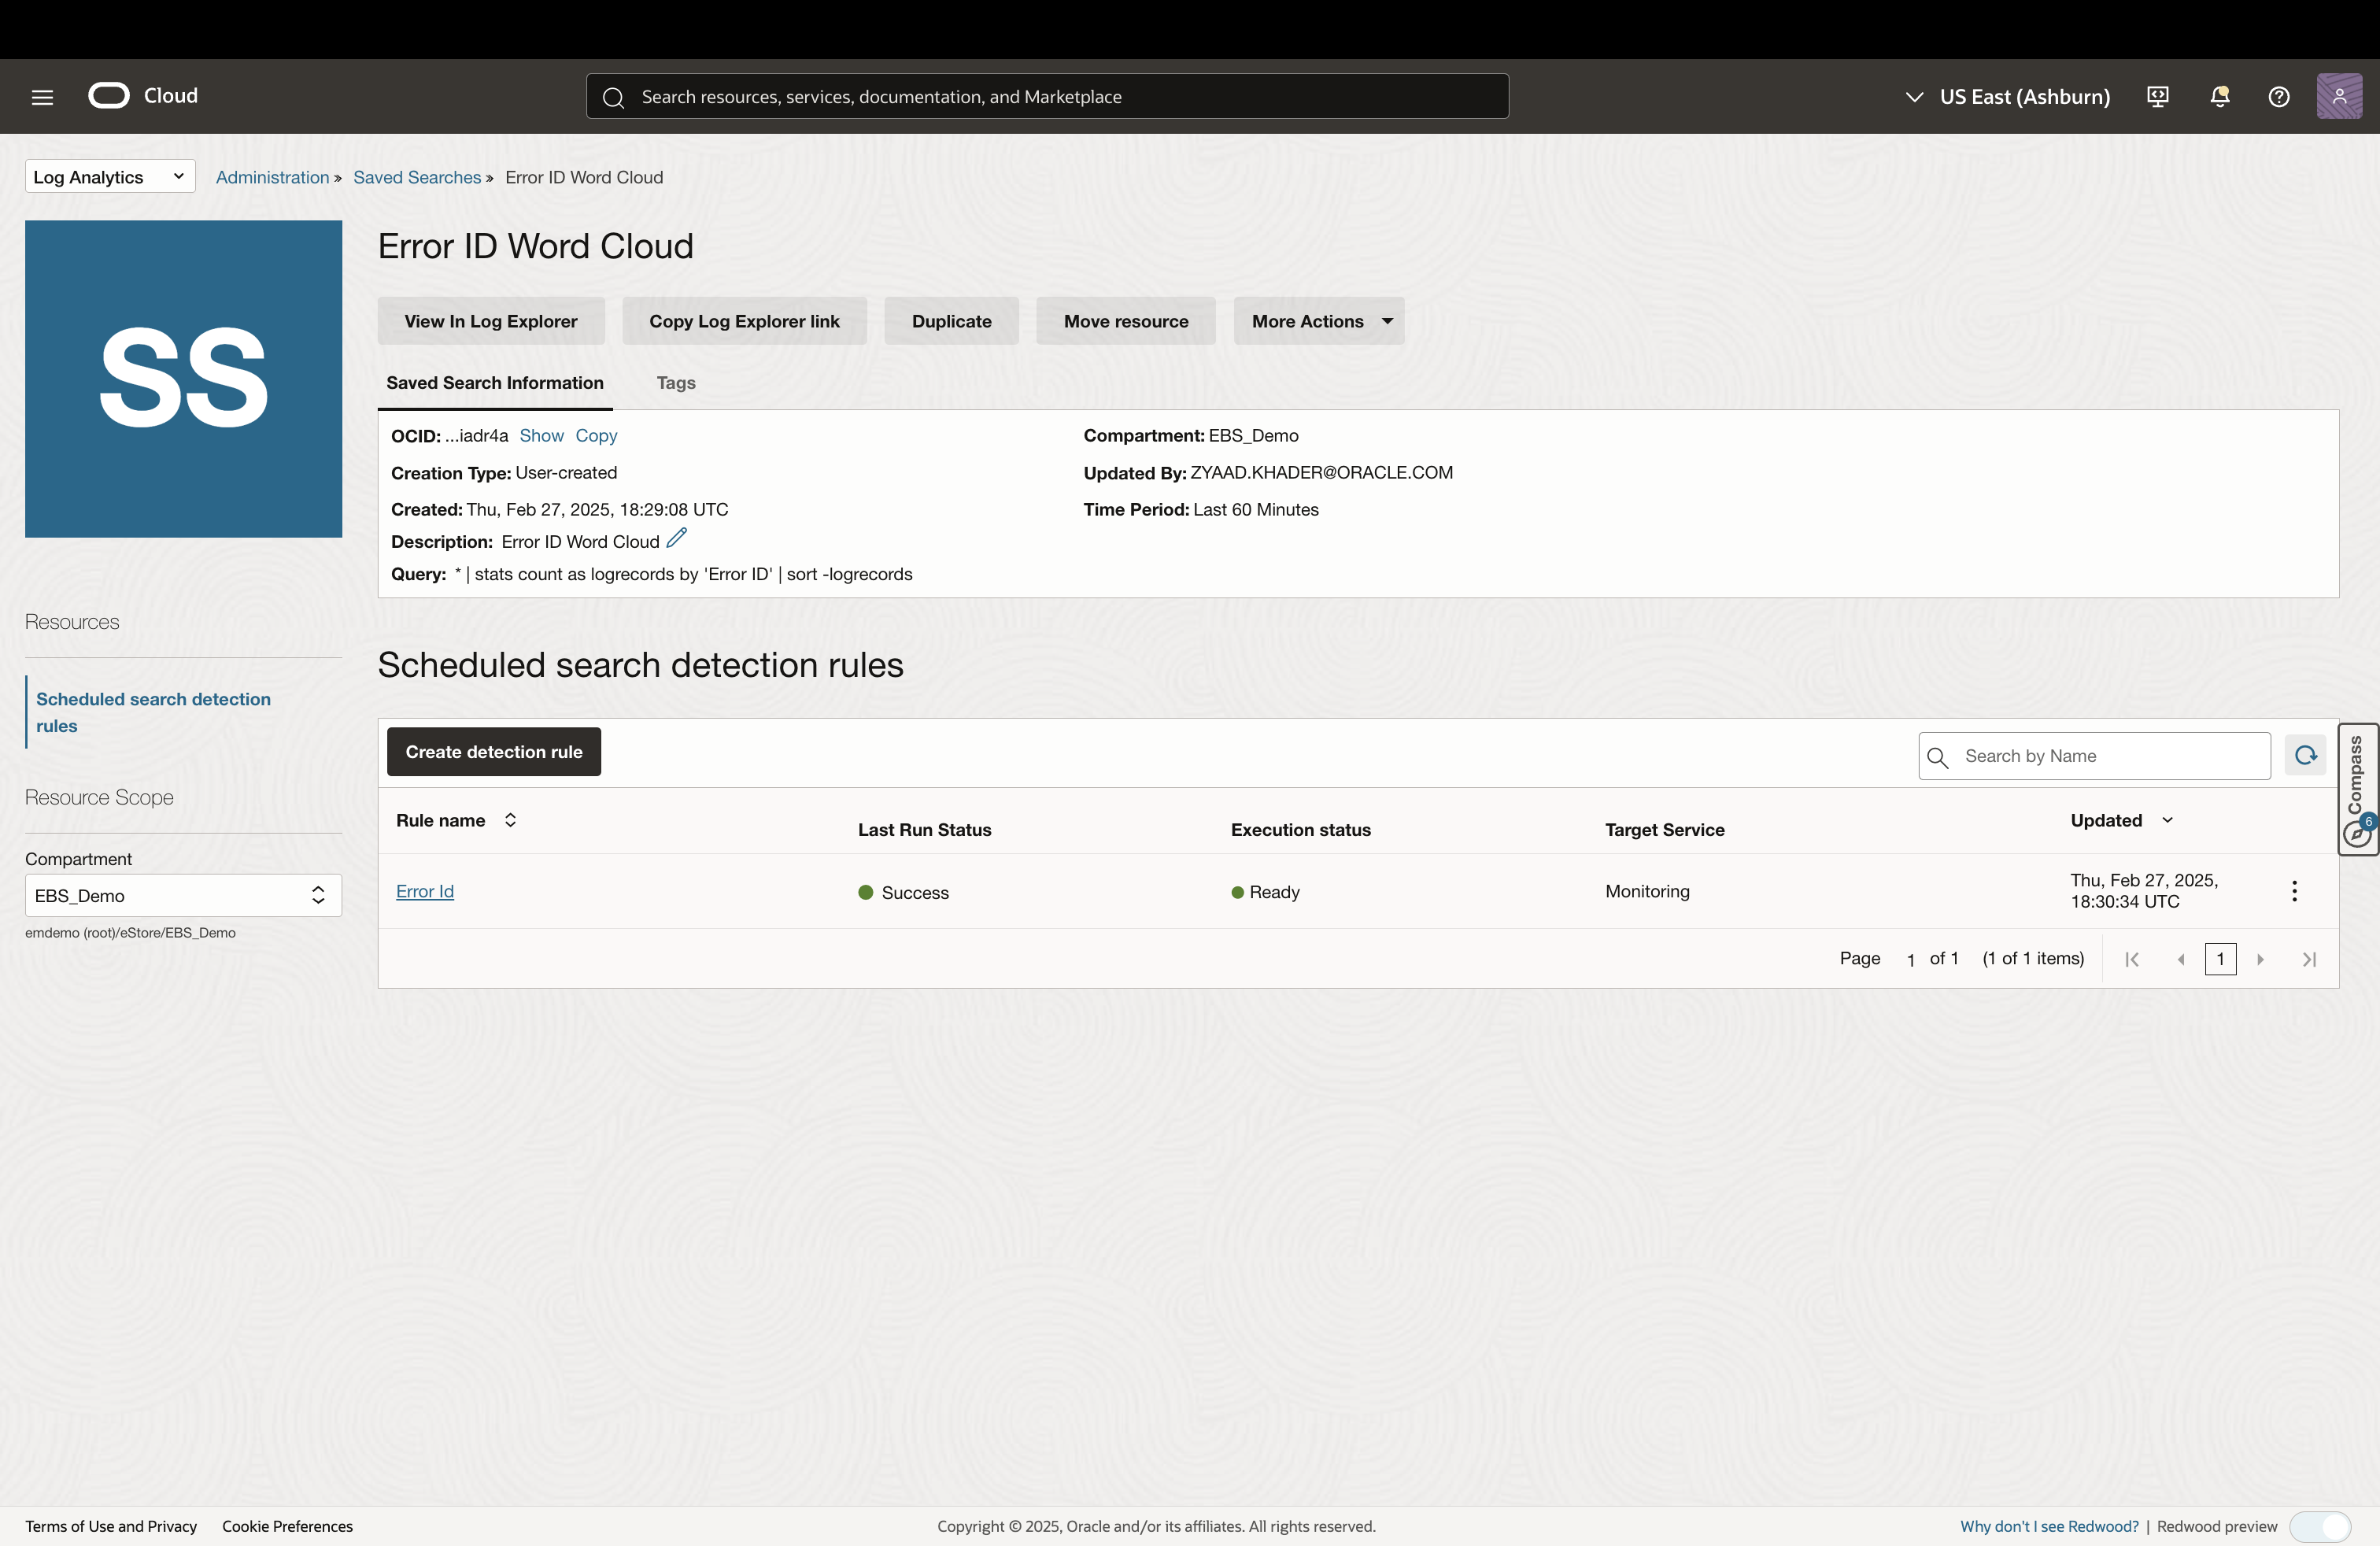 Cloud
Search resources, services, documentation, and Marketplace
US East (Ashburn)
Log Analytics
Administration » Saved Searches » Error ID Word Cloud
SS
Error ID Word Cloud
View In Log Explorer
Copy Log Explorer link
Duplicate
Move resource
More Actions
Saved Search Information
Tags
OCID: ...iadr4a Show Copy
Compartment: EBS_Demo
Creation Type: User-created
Updated By: ZYAAD.KHADER@ORACLE.COM
Created: Thu, Feb 27, 2025, 18:29:08 UTC
Time Period: Last 60 Minutes
Description: Error ID Word Cloud
Query: * | stats count as logrecords by 'Error ID' | sort -logrecords
Resources
Scheduled search detection
rules
Resource Scope
Compartment
EBS_Demo
emdemo (root)/eStore/EBS_Demo
Scheduled search detection rules
Create detection rule
Search by Name
Compass
6
Rule name
Last Run Status
Execution status
Target Service
Updated
Error Id
Success
Ready
Monitoring
Thu, Feb 27, 2025,
18:30:34 UTC
Page 1 of 1 (1 of 1 items)
1
Terms of Use and Privacy
Cookie Preferences
Copyright © 2025, Oracle and/or its affiliates. All rights reserved.
Why don't I see Redwood? | Redwood preview